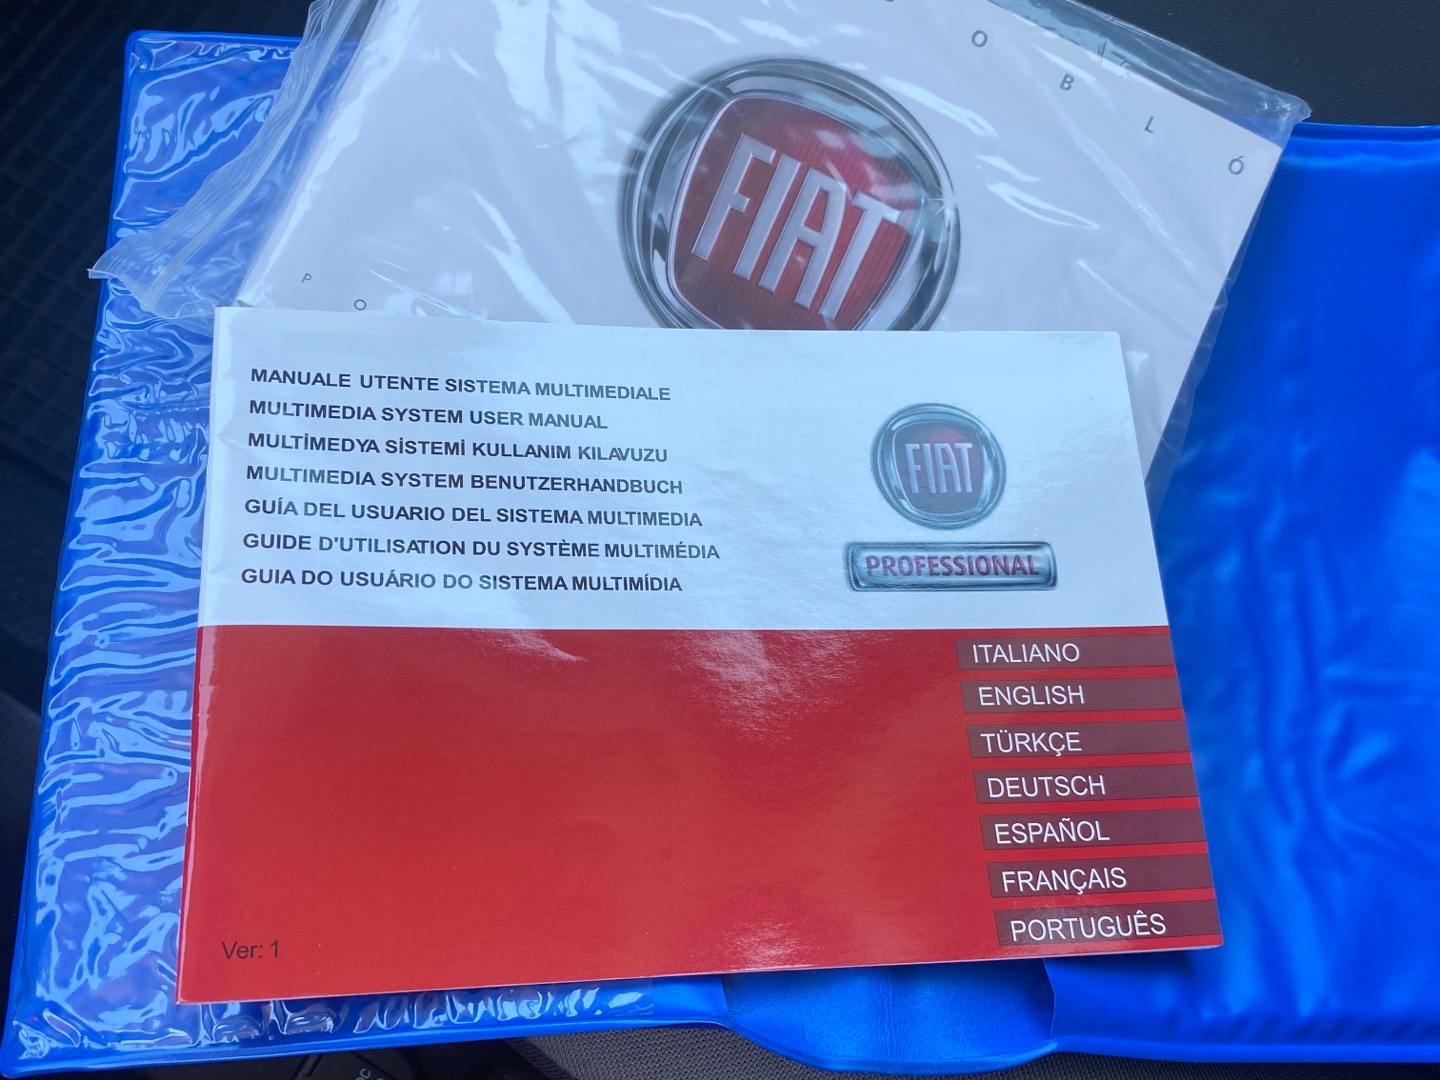 O
B
L
Ó
FIAT
P
O
MANUALE UTENTE SISTEMA MULTIMEDIALE
MULTIMEDIA SYSTEM USER MANUAL
MULTİMEDYA SİSTEMİ KULLANIM KILAVUZU
MULTIMEDIA SYSTEM BENUTZERHANDBUCH
GUÍA DEL USUARIO DEL SISTEMA MULTIMEDIA
GUIDE D'UTILISATION DU SYSTÈME MULTIMÉDIA
GUIA DO USUÁRIO DO SISTEMA MULTIMÍDIA
FIAT
PROFESSIONAL
ITALIANO
ENGLISH
TÜRKÇE
DEUTSCH
ESPAÑOL
FRANÇAIS
PORTUGUÊS
Ver: 1